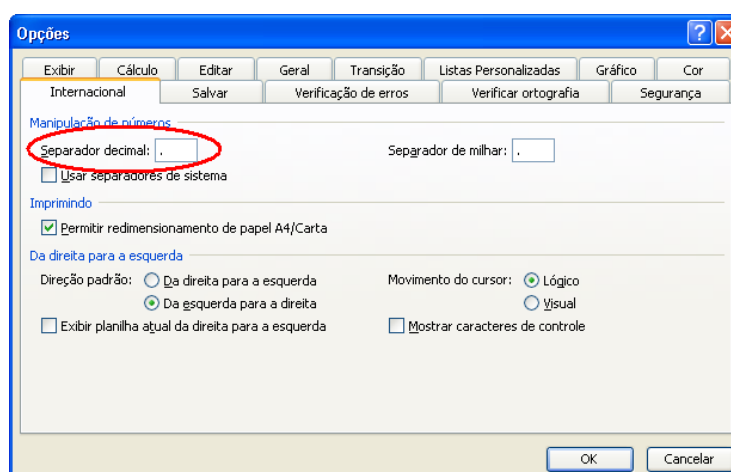 Opções
Exibir Cálculo Editar Geral Transição Listas Personalizadas Gráfico Cor
Internacional Salvar Verificação de erros Verificar ortografia Segurança
Manipulação de números
Separador decimal: . Separador de milhar: .
Usar separadores de sistema
Imprimindo
Permitir redimensionamento de papel A4/Carta
Da direita para a esquerda
Direção padrão: Da direita para a esquerda Movimento do cursor: Lógico
Da esquerda para a direita Visual
Exibir planilha atual da direita para a esquerda Mostrar caracteres de controle
OK Cancelar